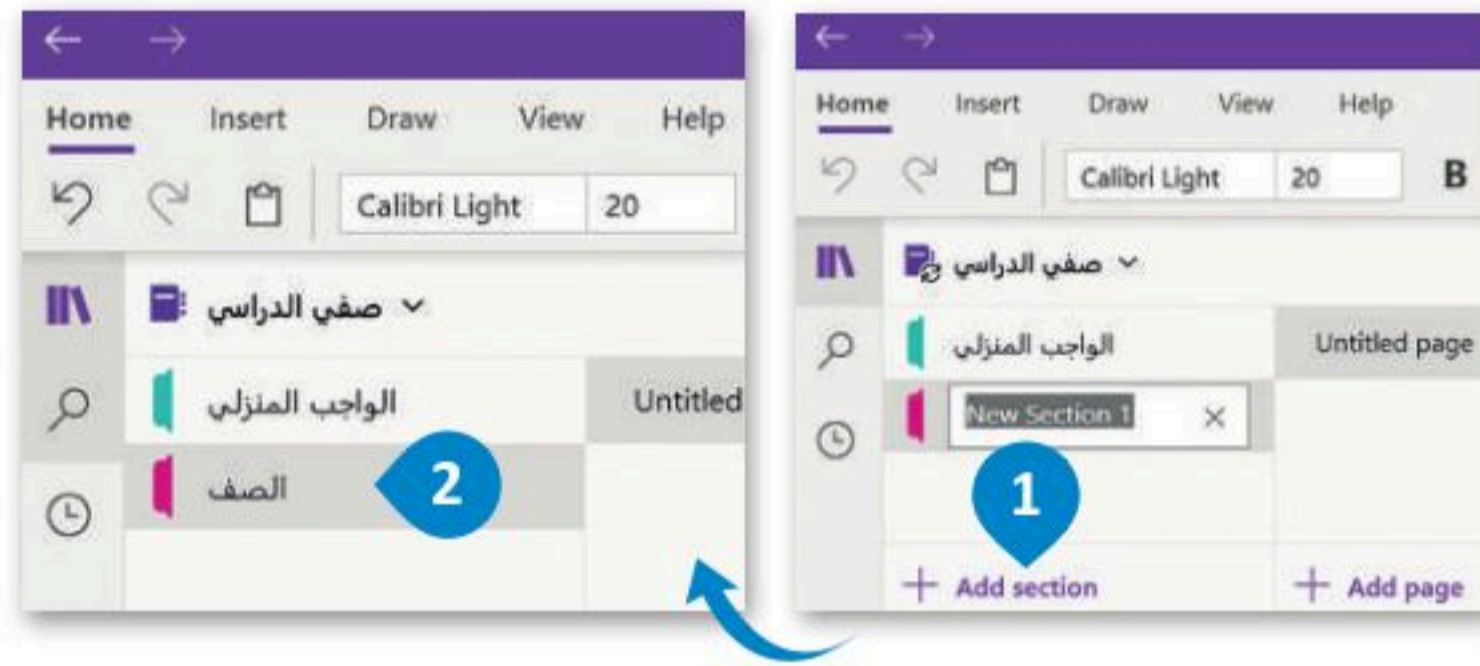 Home Insert Draw View Help
Calibri Light 20
صفي الدراسي
الواجب المنزلي
Untitled
الصف
2
Home Insert Draw View Help
Calibri Light 20 B
صفي الدراسي
الواجب المنزلي
Untitled page
New Section 1
1
+ Add section
+ Add page